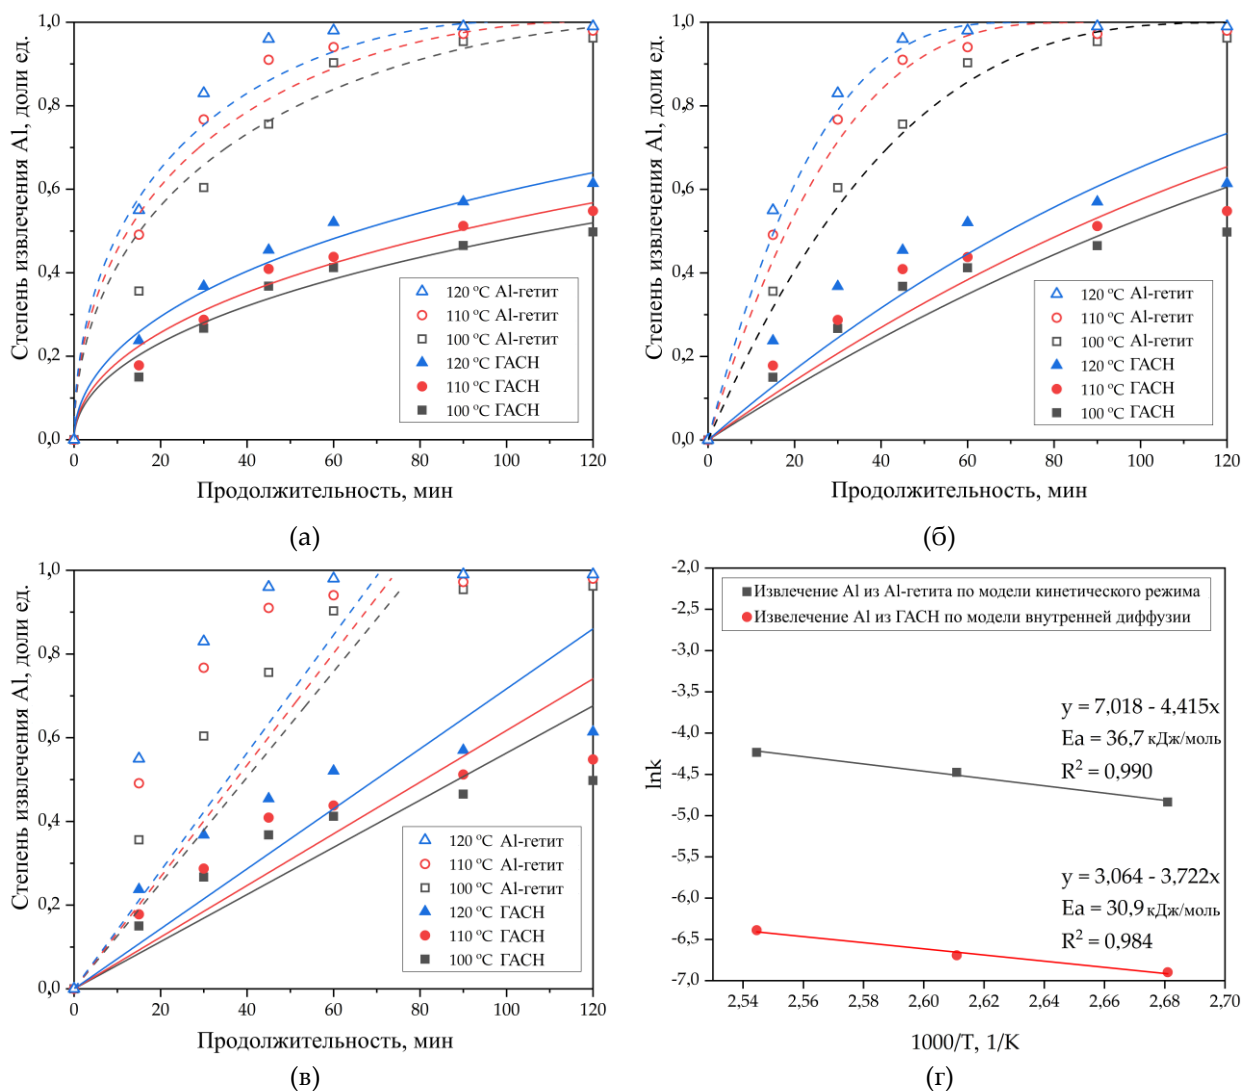 1,0
0,8
0,6
0,4
0,2
0,0
Степень извлечения Al, доли ед.
120 °C Al-гетит
110 °C Al-гетит
100 °C Al-гетит
120 °C ГАСН
110 °C ГАСН
100 °C ГАСН
0 20 40 60 80 100 120
Продолжительность, мин
(а)
1,0
0,8
0,6
0,4
0,2
0,0
Степень извлечения Al, доли ед.
120 °C Al-гетит
110 °C Al-гетит
100 °C Al-гетит
120 °C ГАСН
110 °C ГАСН
100 °C ГАСН
0 20 40 60 80 100 120
Продолжительность, мин
(б)
1,0
0,8
0,6
0,4
0,2
0,0
Степень извлечения Al, доли ед.
120 °C Al-гетит
110 °C Al-гетит
100 °C Al-гетит
120 °C ГАСН
110 °C ГАСН
100 °C ГАСН
0 20 40 60 80 100 120
Продолжительность, мин
(в)
-2,0
-2,5
-3,0
-3,5
-4,0
-4,5
-5,0
-5,5
-6,0
-6,5
-7,0
lnk
Извлечение Al из Al-гетита по модели кинетического режима
Извелечение Al из ГАСН по модели внутренней диффузии
y = 7,018 - 4,415x
Ea = 36,7 кДж/моль
R² = 0,990
y = 3,064 - 3,722x
Ea = 30,9 кДж/моль
R² = 0,984
2,54 2,56 2,58 2,60 2,62 2,64 2,66 2,68 2,70
1000/T, 1/K
(г)